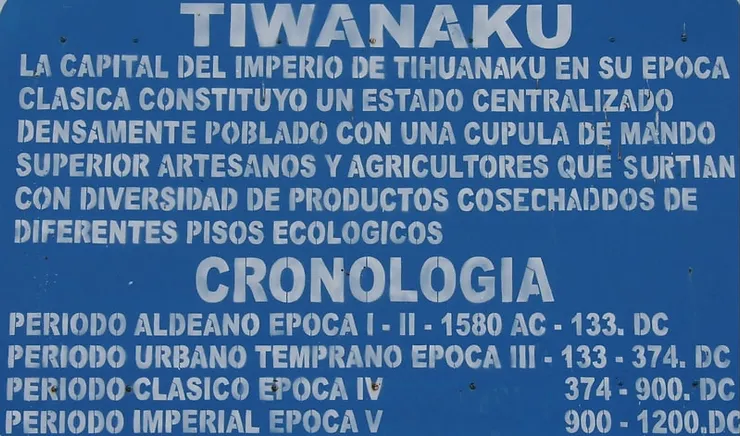 TIWANAKU
LA CAPITAL DEL IMPERIO DE TIHUANAKU EN SU EPOCA
CLASICA CONSTITUYO UN ESTADO CENTRALIZADO
DENSAMENTE POBLADO CON UNA CUPULA DE MANDO
SUPERIOR ARTESANOS Y AGRICULTORES QUE SURTIAN
CON DIVERSIDAD DE PRODUCTOS COSECHADDOS DE
DIFERENTES PISOS ECOLOGICOS
CRONOLOGIA
PERIODO ALDEANO EPOCA I - II - 1580 AC - 133. DC
PERIODO URBANO TEMPRANO EPOCA III - 133 - 374. DC
PERIODO CLASICO EPOCA IV 374 - 900. DC
PERIODO IMPERIAL EPOCA V 900 - 1200.DC